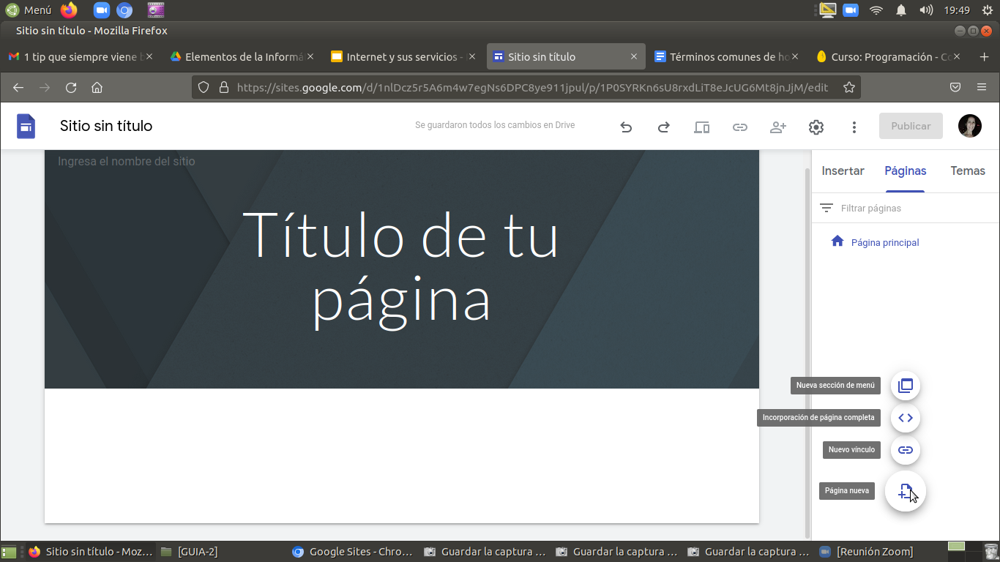 Menú
19:49
Sitio sin título - Mozilla Firefox
1 tip que siempre viene b
Elementos de la Informá
Internet y sus servicios -
Sitio sin título
Términos comunes de ho
Curso: Programación - Co
https://sites.google.com/d/1nlDcz5r5A6m4w7egNs6DPC8ye911jpul/p/1P0SYRKn6sU8rxdLiT8eJcUG6Mt8jnJjM/edit
Sitio sin título
Se guardaron todos los cambios en Drive
Publicar
Ingresa el nombre del sitio
Título de tu
página
Insertar
Páginas
Temas
Filtrar páginas
Página principal
Nueva sección de menú
Incorporación de página completa
Nuevo vínculo
Página nueva
Sitio sin título - Moz...
[GUIA-2]
Google Sites - Chro...
Guardar la captura ...
Guardar la captura ...
Guardar la captura ...
[Reunión Zoom]